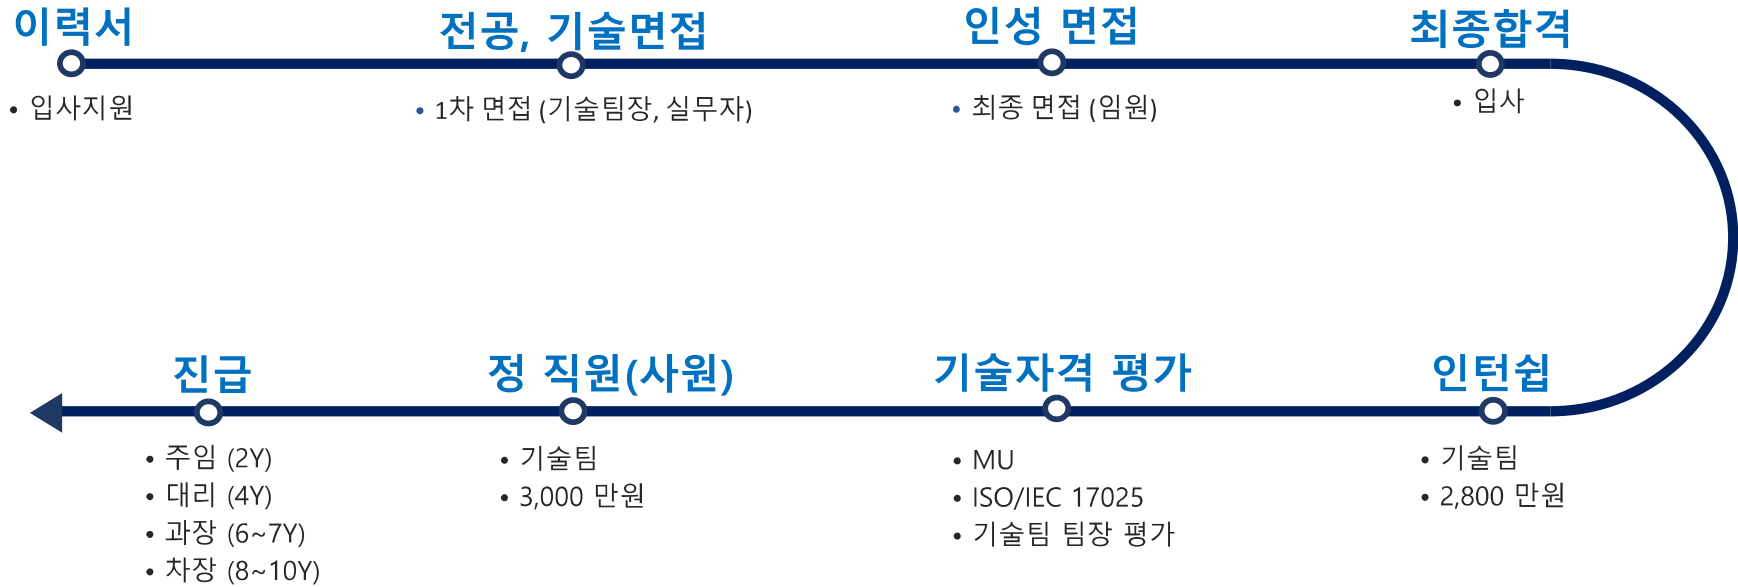 이력서
• 입사지원
전공, 기술면접
• 1차 면접 (기술팀장, 실무자)
인성 면접
• 최종 면접 (임원)
최종합격
• 입사
인턴쉽
• 기술팀
• 2,800 만원
기술자격 평가
• MU
• ISO/IEC 17025
• 기술팀 팀장 평가
정 직원(사원)
• 기술팀
• 3,000 만원
진급
• 주임 (2Y)
• 대리 (4Y)
• 과장 (6~7Y)
• 차장 (8~10Y)